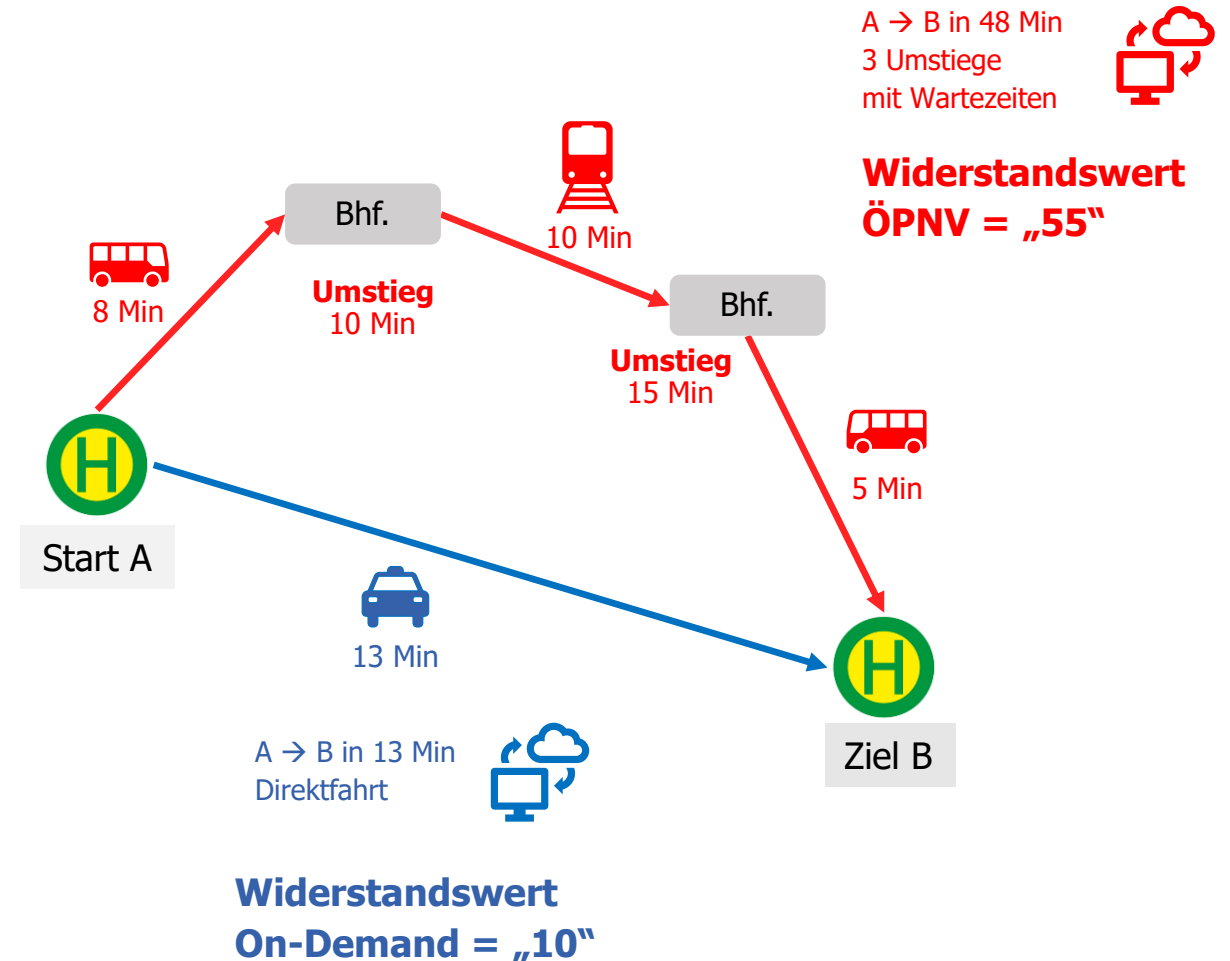 A → B in 48 Min
3 Umstiege
mit Wartezeiten
Widerstandswert
ÖPNV = „55“
Bhf.
10 Min
8 Min
Umstieg
10 Min
Bhf.
Umstieg
15 Min
5 Min
H
Start A
13 Min
H
Ziel B
A → B in 13 Min
Direktfahrt
Widerstandswert
On-Demand = „10“